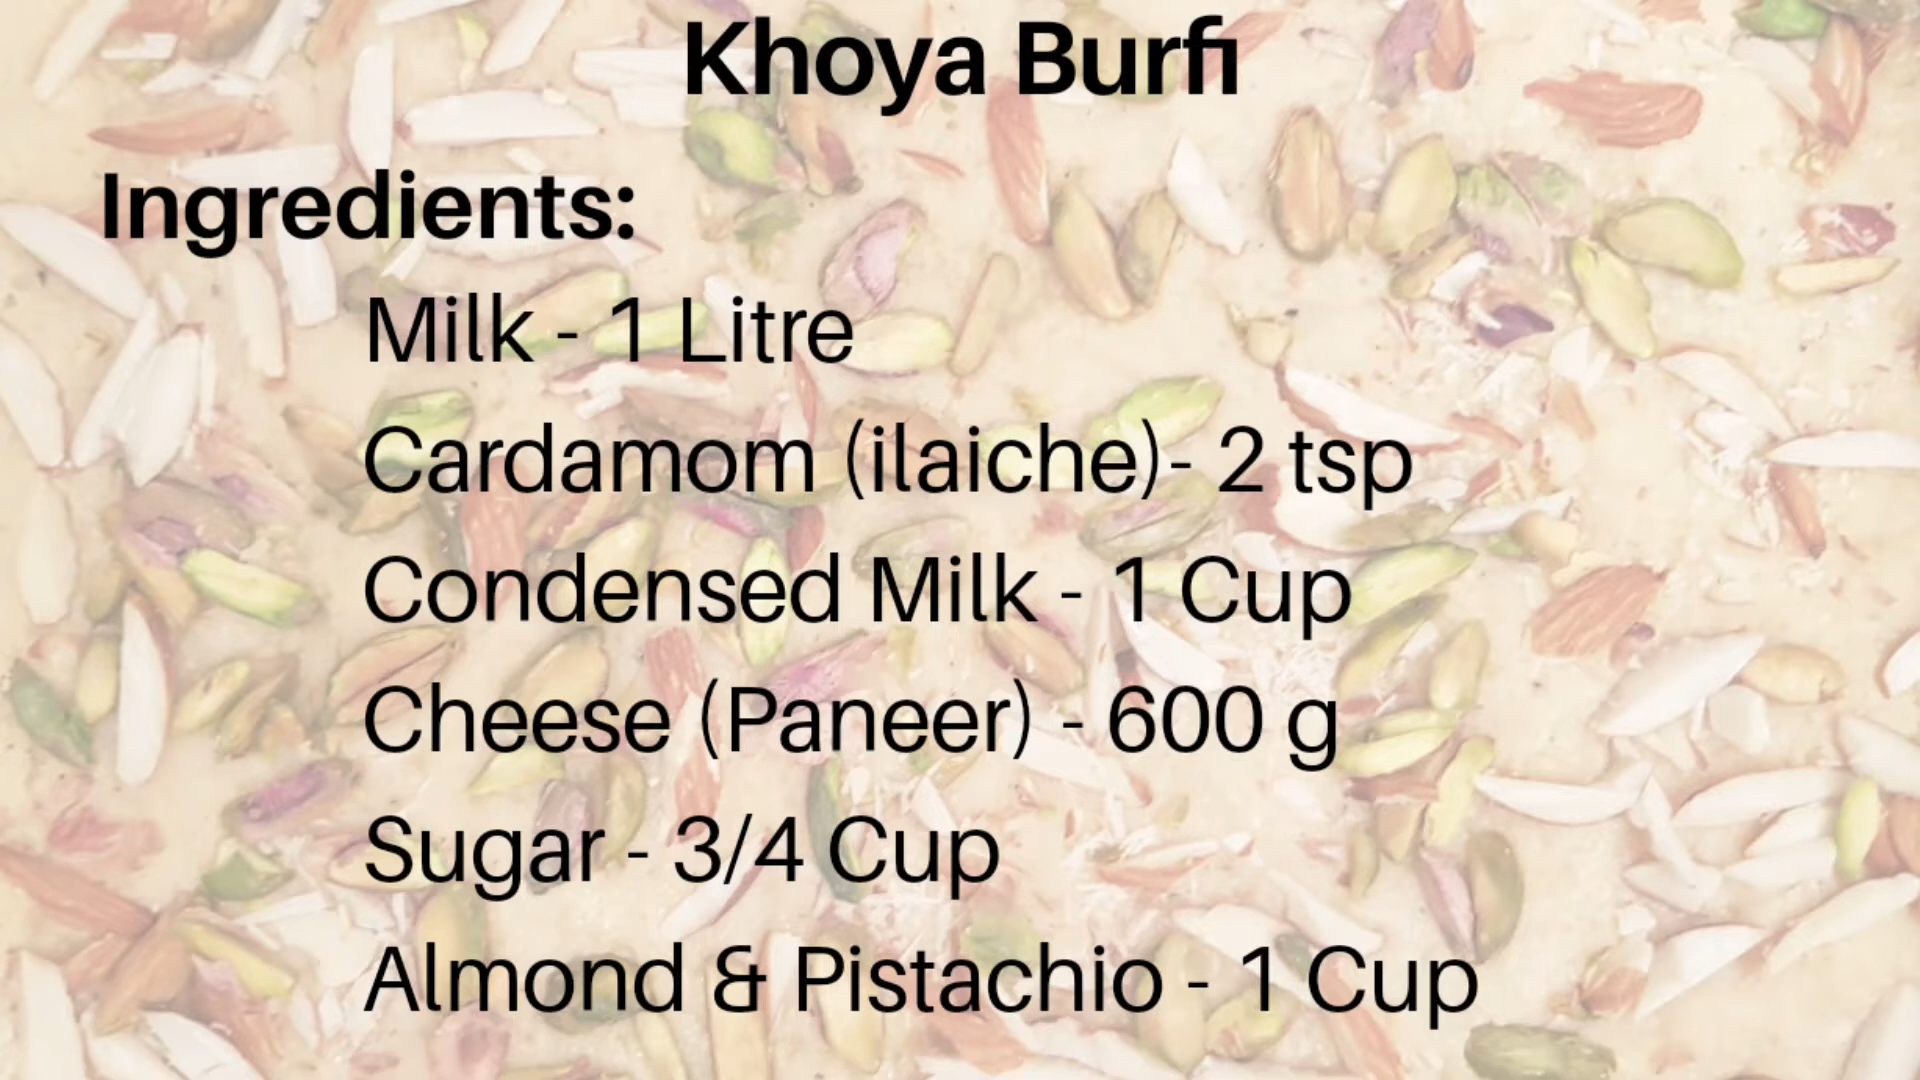 Khoya Burfi
Ingredients:
Milk - 1 Litre
Cardamom (ilaiche)- 2 tsp
Condensed Milk - 1 Cup
Cheese (Paneer) - 600 g
Sugar - 3/4 Cup
Almond & Pistachio - 1 Cup